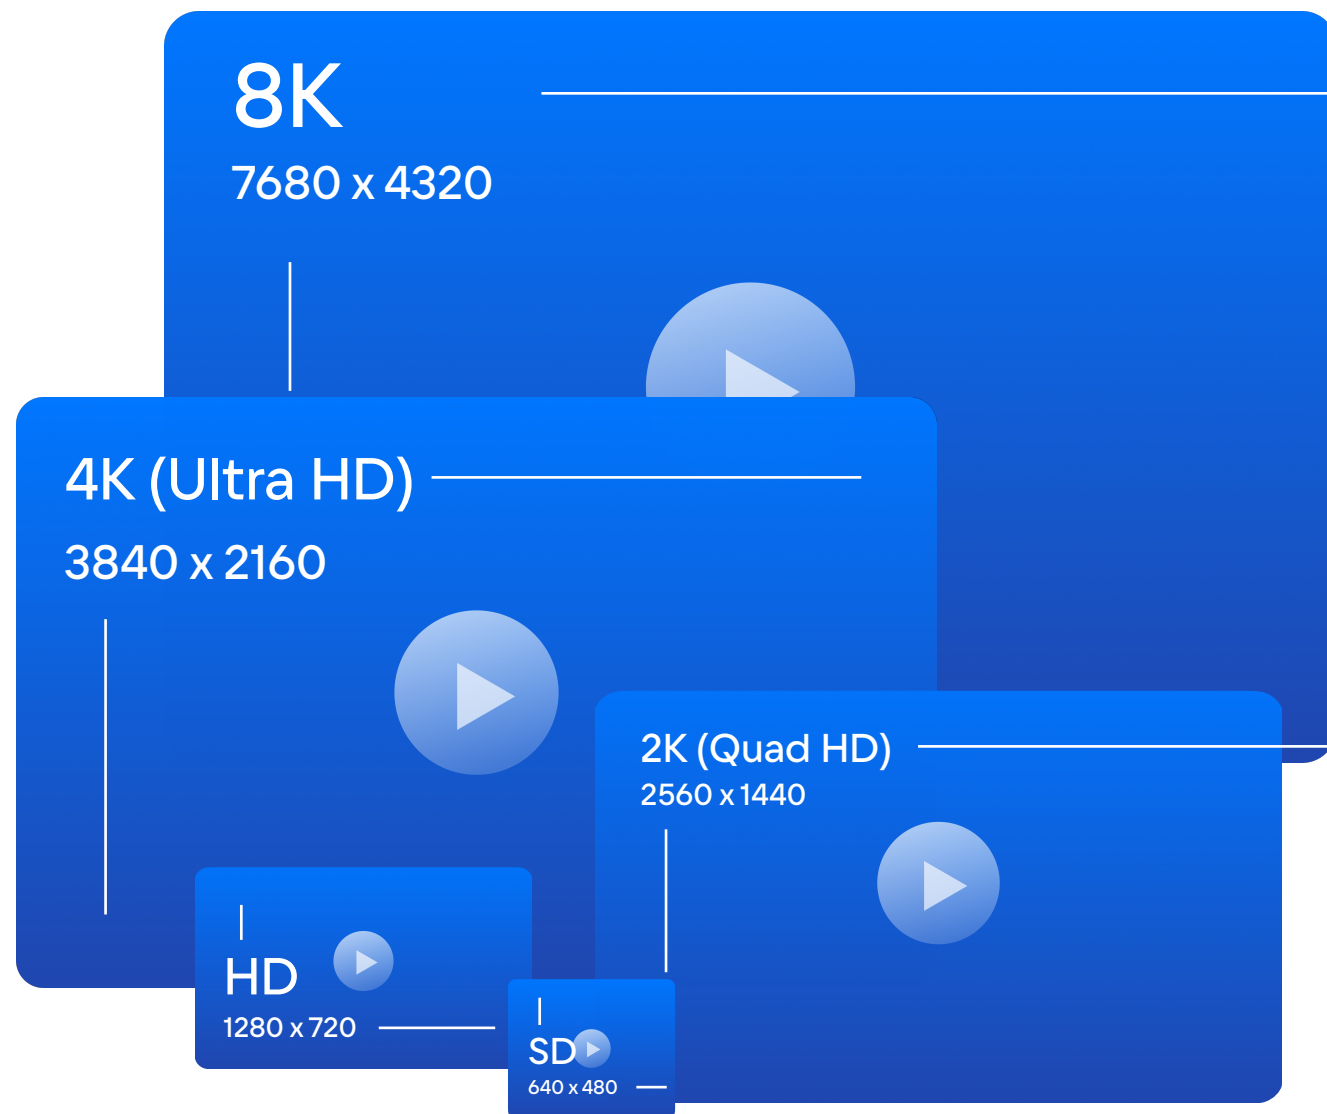 8K
7680 x 4320
4K (Ultra HD)
3840 x 2160
2K (Quad HD)
2560 x 1440
HD
1280 x 720
SD
640 x 480